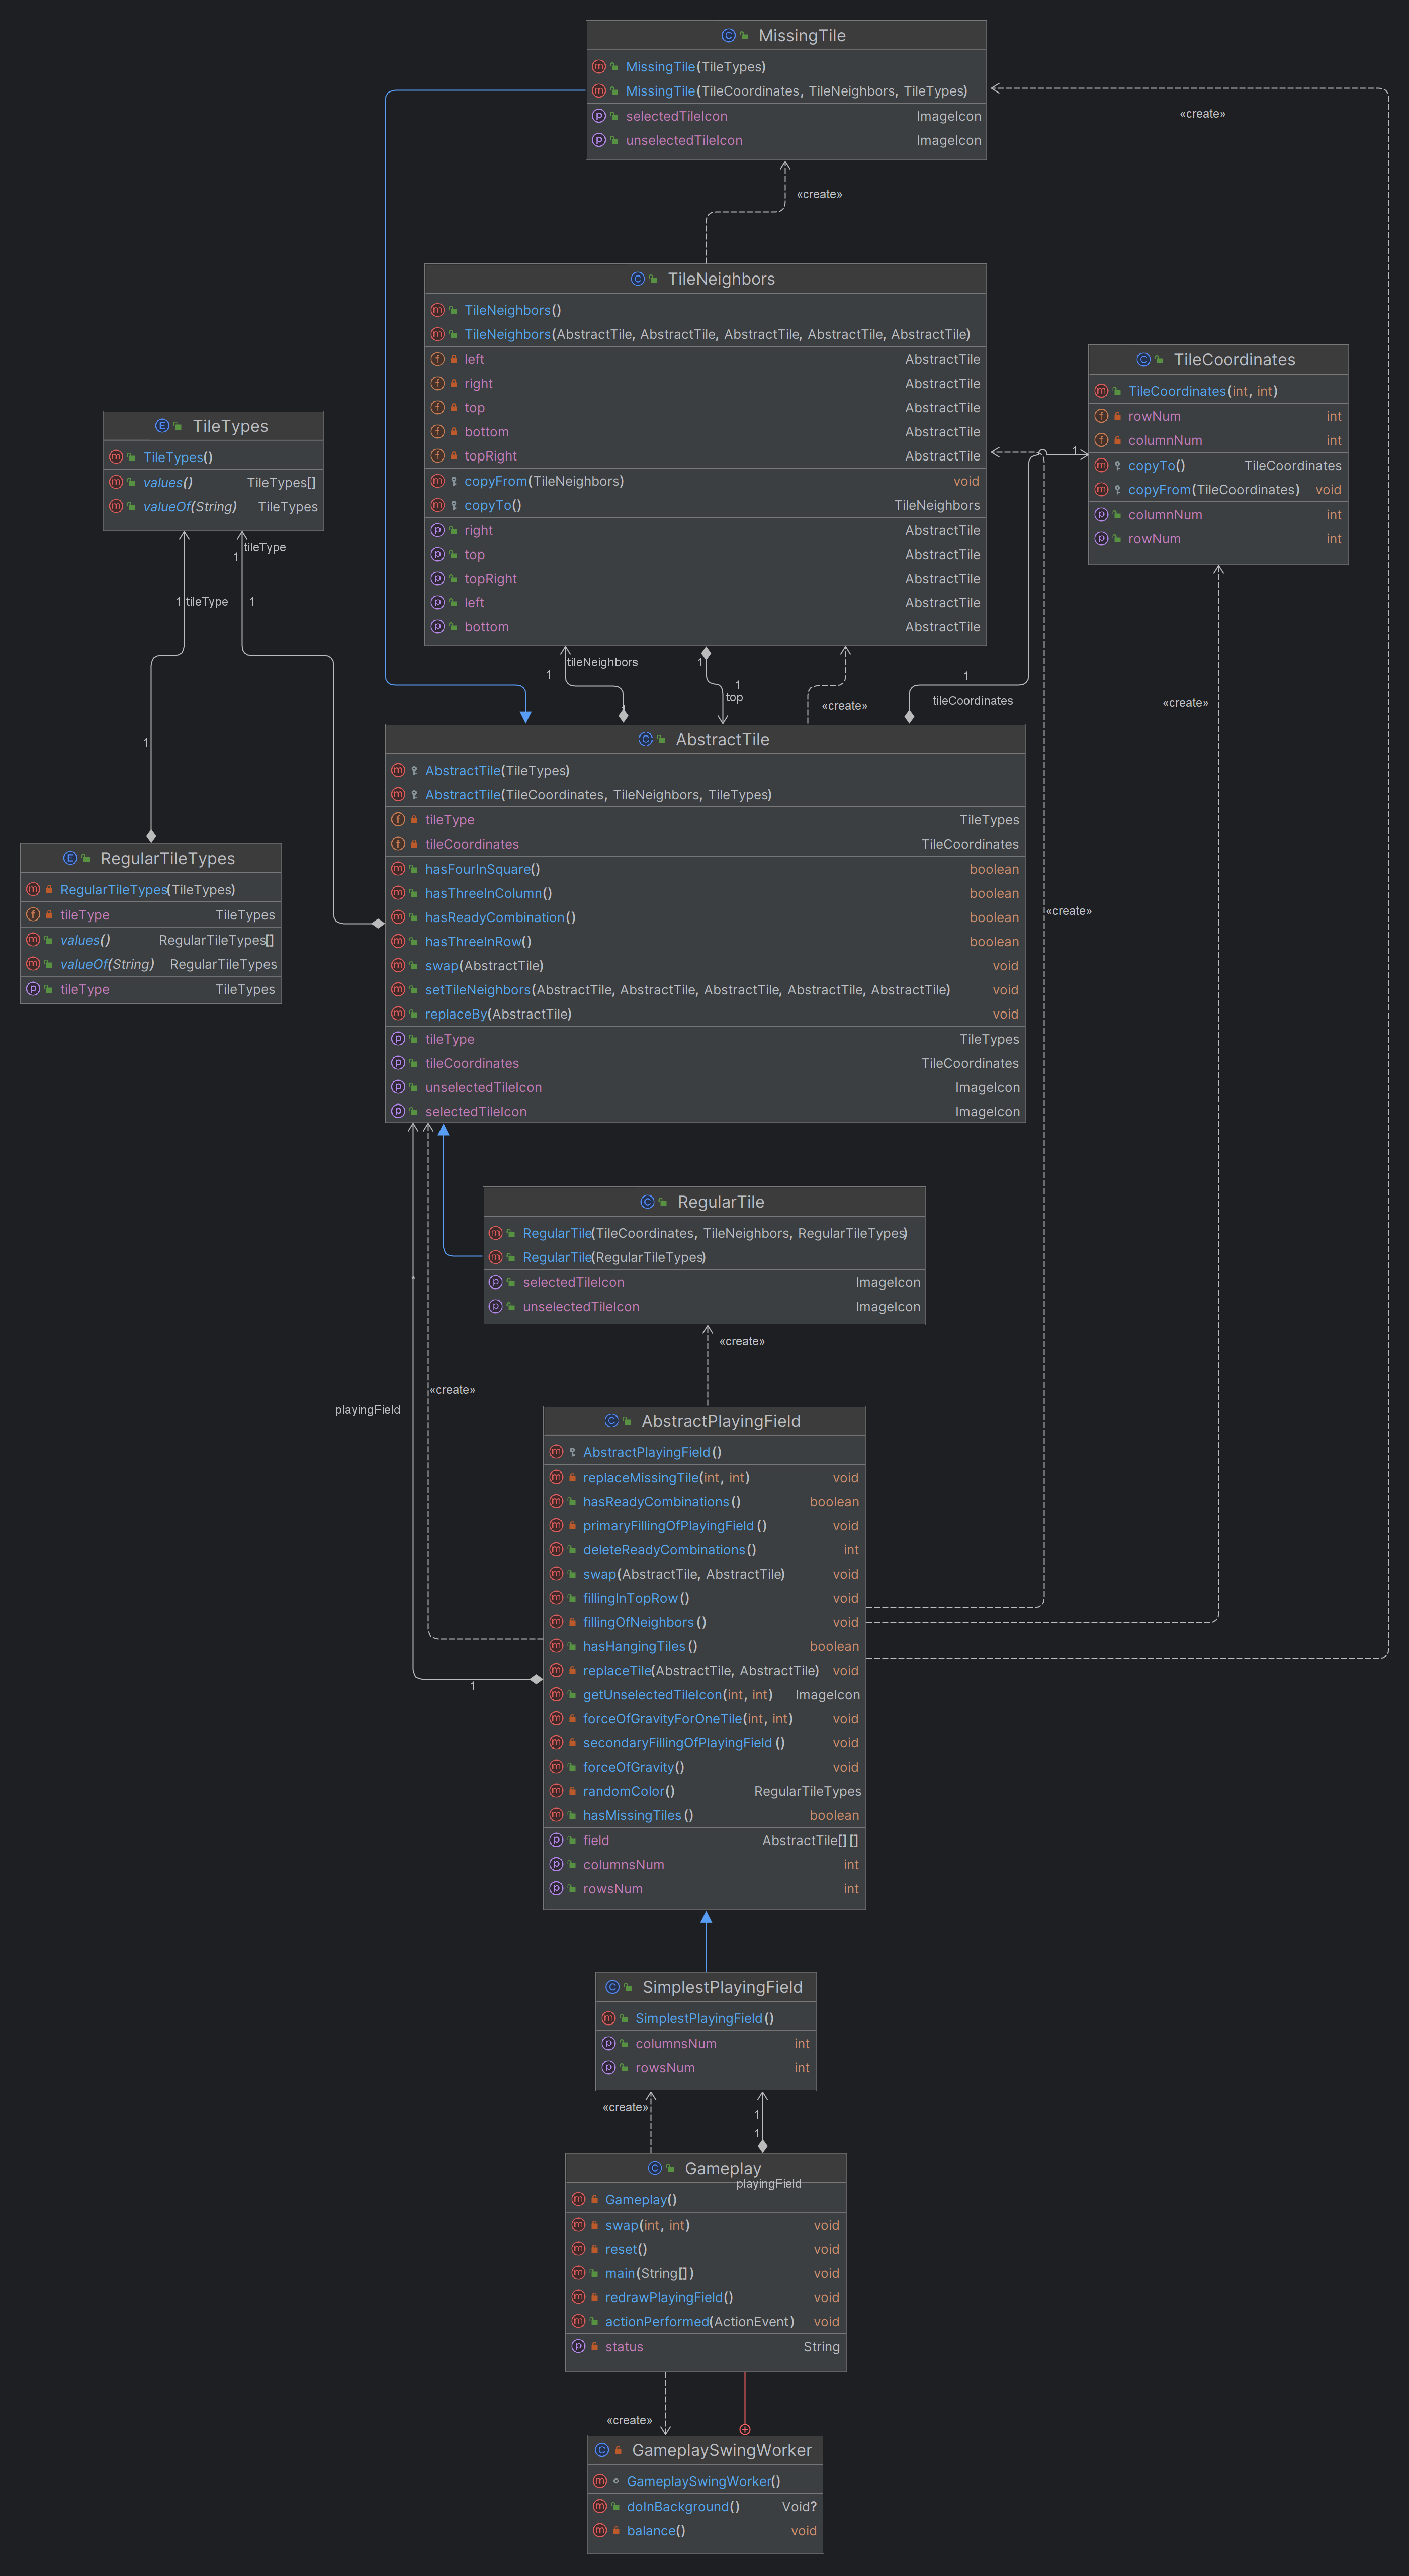 MissingTile
MissingTile(TileTypes)
MissingTile(TileCoordinates, TileNeighbors, TileTypes)
selectedTileIcon ImageIcon
unselectedTileIcon ImageIcon
«create»
«create»
TileNeighbors
TileNeighbors()
TileNeighbors(AbstractTile, AbstractTile, AbstractTile, AbstractTile, AbstractTile)
left AbstractTile
right AbstractTile
top AbstractTile
bottom AbstractTile
topRight AbstractTile
copyFrom(TileNeighbors) void
copyTo() TileNeighbors
right AbstractTile
top AbstractTile
topRight AbstractTile
left AbstractTile
bottom AbstractTile
TileCoordinates
TileCoordinates(int, int)
rowNum int
columnNum int
copyTo() TileCoordinates
copyFrom(TileCoordinates) void
columnNum int
rowNum int
1
TileTypes
TileTypes()
values() TileTypes[]
valueOf(String) TileTypes
tileType
1
1 tileType
1
1
tileNeighbors
1
1
1
1
top
«create»
1
tileCoordinates
«create»
AbstractTile
AbstractTile(TileTypes)
AbstractTile(TileCoordinates, TileNeighbors, TileTypes)
tileType TileTypes
tileCoordinates TileCoordinates
hasFourInSquare() boolean
hasThreeInColumn() boolean
hasReadyCombination() boolean
hasThreeInRow() boolean
swap(AbstractTile) void
setTileNeighbors(AbstractTile, AbstractTile, AbstractTile, AbstractTile, AbstractTile) void
replaceBy(AbstractTile) void
tileType TileTypes
tileCoordinates TileCoordinates
unselectedTileIcon ImageIcon
selectedTileIcon ImageIcon
RegularTileTypes
RegularTileTypes(TileTypes)
tileType TileTypes
values() RegularTileTypes[]
valueOf(String) RegularTileTypes
tileType TileTypes
«create»
RegularTile
RegularTile(TileCoordinates, TileNeighbors, RegularTileTypes)
RegularTile(RegularTileTypes)
selectedTileIcon ImageIcon
unselectedTileIcon ImageIcon
*
«create»
«create»
playingField
1
AbstractPlayingField
AbstractPlayingField()
replaceMissingTile(int, int) void
hasReadyCombinations() boolean
primaryFillingOfPlayingField() void
deleteReadyCombinations() int
swap(AbstractTile, AbstractTile) void
fillingInTopRow() void
fillingOfNeighbors() void
hasHangingTiles() boolean
replaceTile(AbstractTile, AbstractTile) void
getUnselectedTileIcon(int, int) ImageIcon
forceOfGravityForOneTile(int, int) void
secondaryFillingOfPlayingField() void
forceOfGravity() void
randomColor() RegularTileTypes
hasMissingTiles() boolean
field AbstractTile[][]
columnsNum int
rowsNum int
SimplestPlayingField
SimplestPlayingField()
columnsNum int
rowsNum int
«create»
1
1
Gameplay
playingField
Gameplay()
swap(int, int) void
reset() void
main(String[]) void
redrawPlayingField() void
actionPerformed(ActionEvent) void
status String
«create»
GameplaySwingWorker
GameplaySwingWorker()
doInBackground() Void?
balance() void